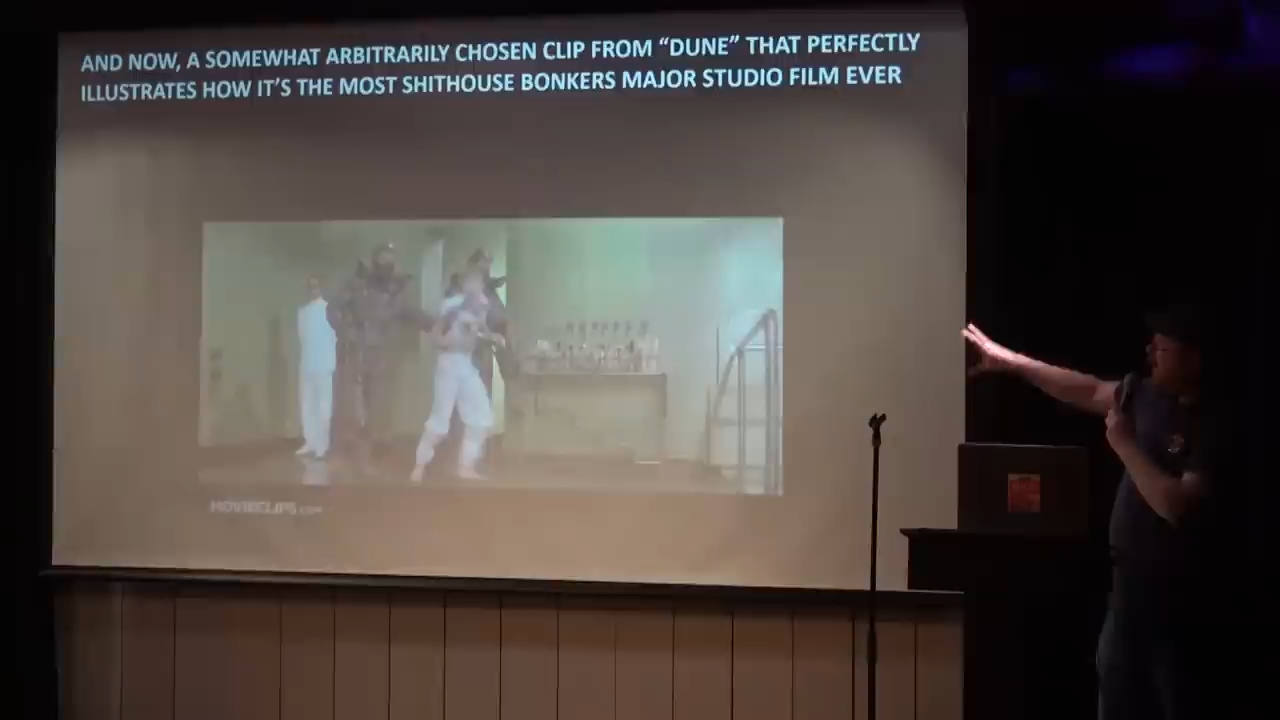 AND NOW, A SOMEWHAT ARBITRARILY CHOSEN CLIP FROM “DUNE” THAT PERFECTLY
ILLUSTRATES HOW IT’S THE MOST SHITHOUSE BONKERS MAJOR STUDIO FILM EVER
MOVIECLIPS.com